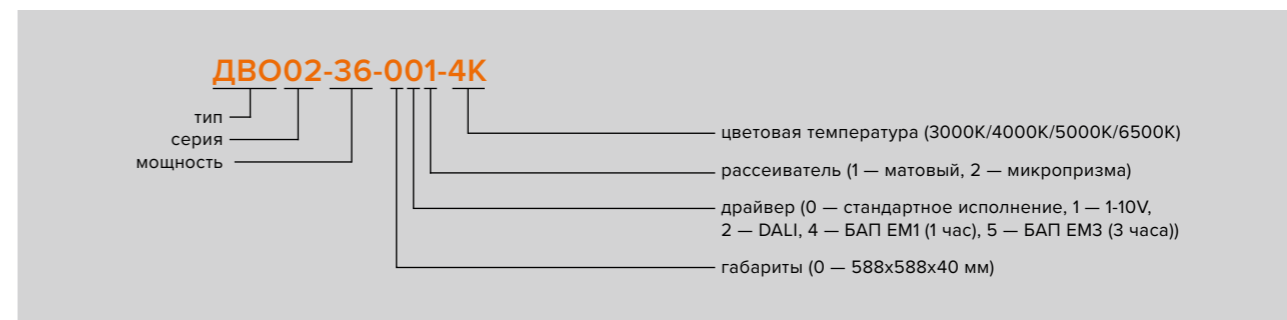 ДВО02-36-001-4К
тип
серия
мощность
цветовая температура (3000К/4000К/5000К/6500К)
рассеиватель (1 — матовый, 2 — микропризма)
драйвер (0 — стандартное исполнение, 1 — 1-10V,
2 — DALI, 4 — БАП ЕМ1 (1 час), 5 — БАП ЕМ3 (3 часа))
габариты (0 — 588х588х40 мм)